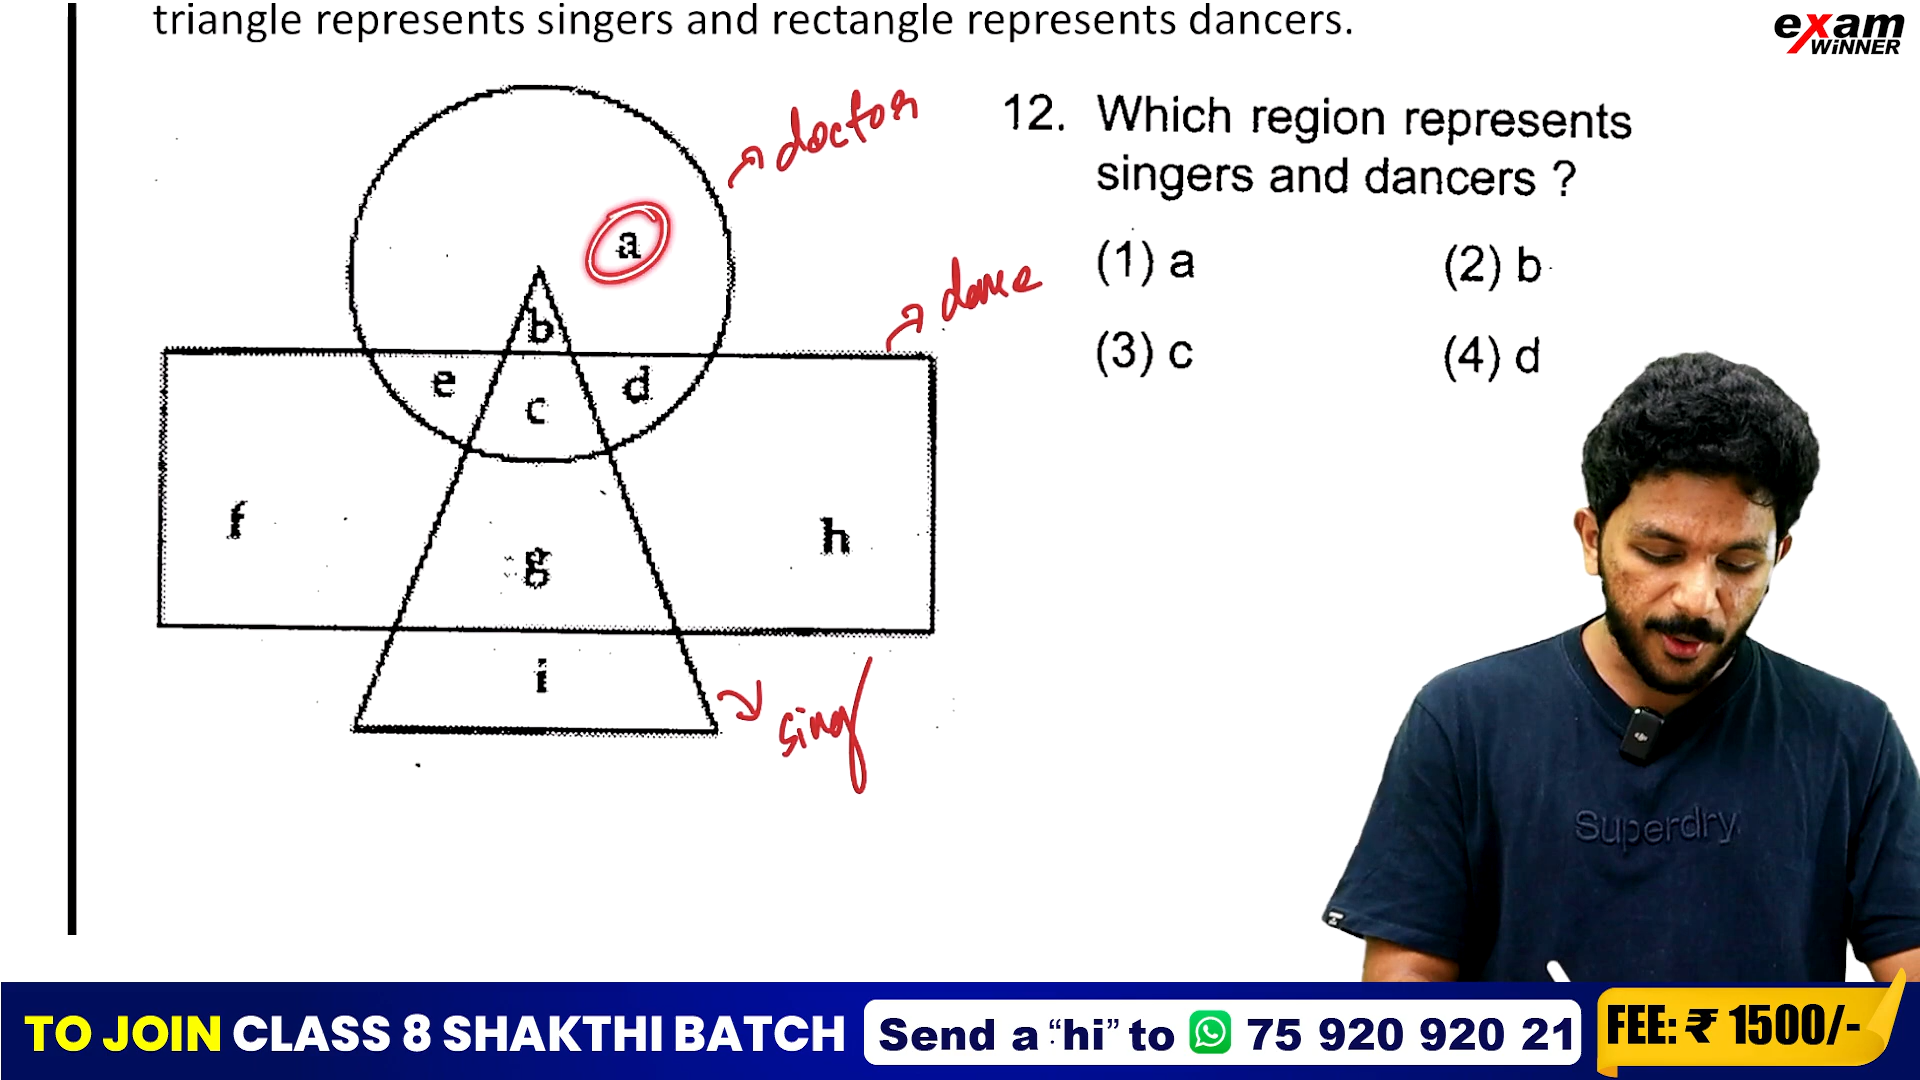 triangle represents singers and rectangle represents dancers.
exam
WiNNER
doctor
12. Which region represents
singers and dancers ?
a
(1) a (2) b
dance
b
(3) c (4) d
e
d
c
f
g
h
i
sing
Superdry
TO JOIN CLASS 8 SHAKTHI BATCH
Send a “hi” to 75 920 920 21
FEE: ₹ 1500/-